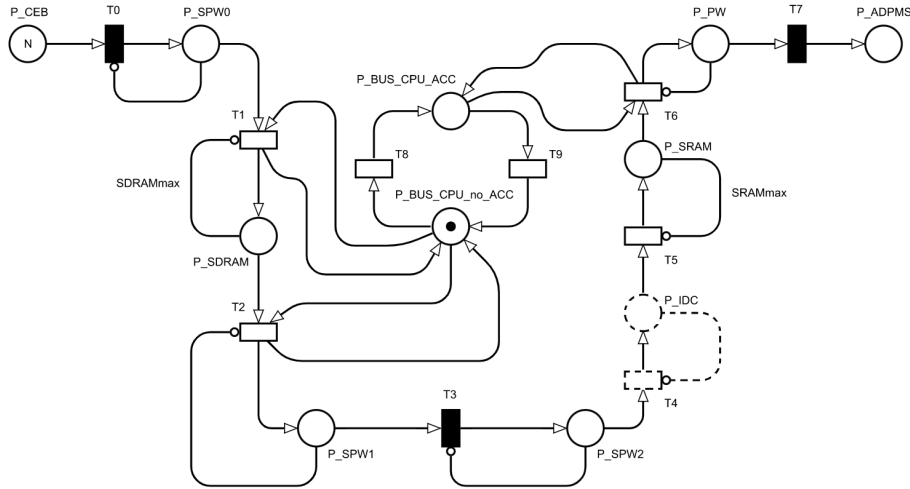 P_CEB
T0
P_SPW0
P_PW
T7
P_ADPMS
N
P_BUS_CPU_ACC
T1
T6
T8
T9
P_SRAM
SDRAMmax
P_BUS_CPU_no_ACC
SRAMmax
P_SDRAM
T5
T2
P_IDC
T3
T4
P_SPW1
P_SPW2